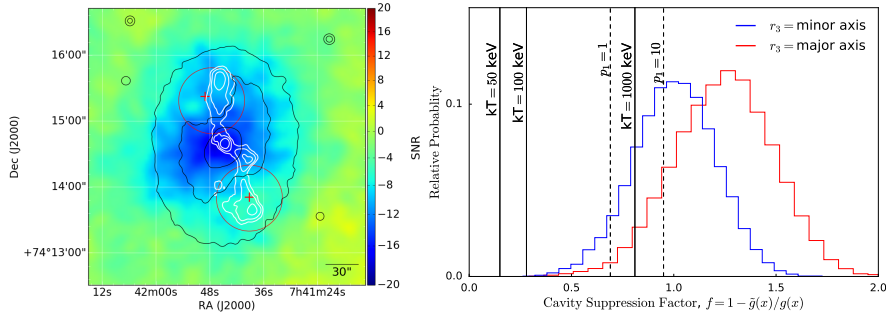 16'00"
15'00"
14'00"
+74°13'00"
Dec (J2000)
12s
42m00s
48s
36s
7h41m24s
RA (J2000)
30"
20
16
12
8
4
0
−4
−8
−12
−16
−20
SNR
r₃ = minor axis
r₃ = major axis
kT = 50 keV
kT = 100 keV
p₁ = 1
kT = 1000 keV
p₁ = 10
0.1
0.0
0.5
1.0
1.5
2.0
Relative Probablity
Cavity Suppression Factor, f = 1 − g̃(x)/g(x)